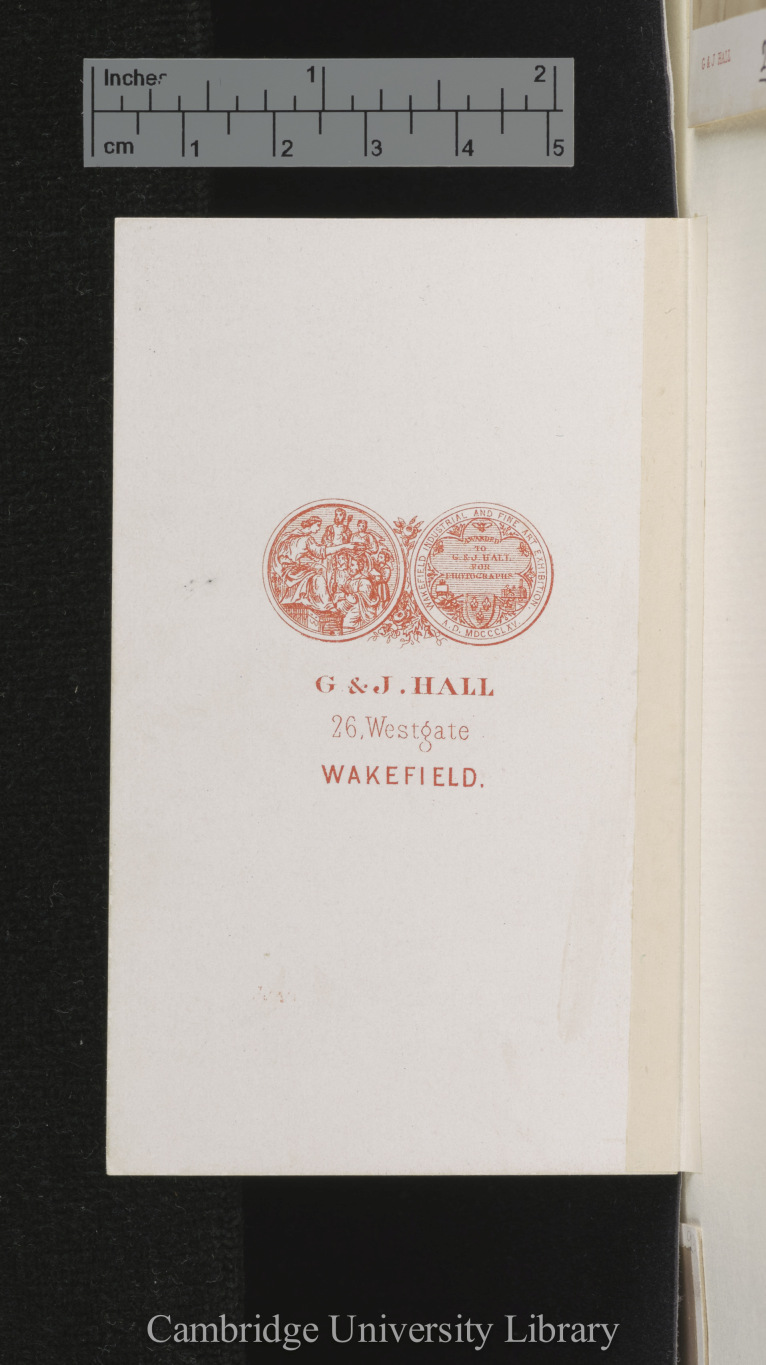 Inches 1 2
cm 1 2 3 4 5
G & J HALL
WAKEFIELD INDUSTRIAL AND FINE ART EXHIBITION
AWARDED
TO
G. & J. HALL
FOR
PHOTOGRAPHS
A.D. MDCCCLXV.
G & J. HALL
26, Westgate
WAKEFIELD.
Cambridge University Library